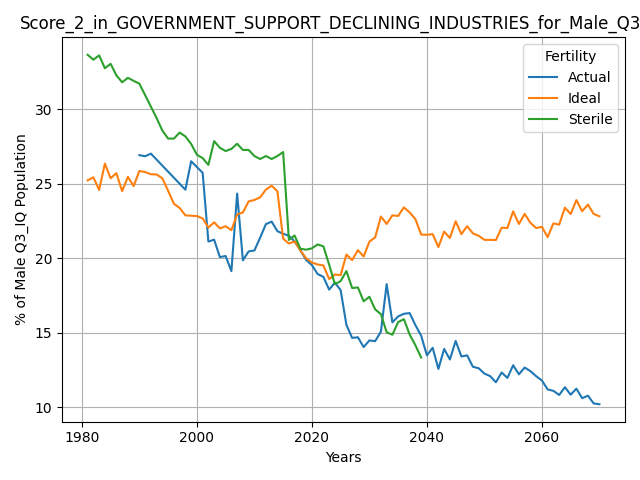 Score_2_in_GOVERNMENT_SUPPORT_DECLINING_INDUSTRIES_for_Male_Q3
Fertility
Actual
Ideal
Sterile
% of Male Q3_IQ Population
30
25
20
15
10
1980 2000 2020 2040 2060
Years